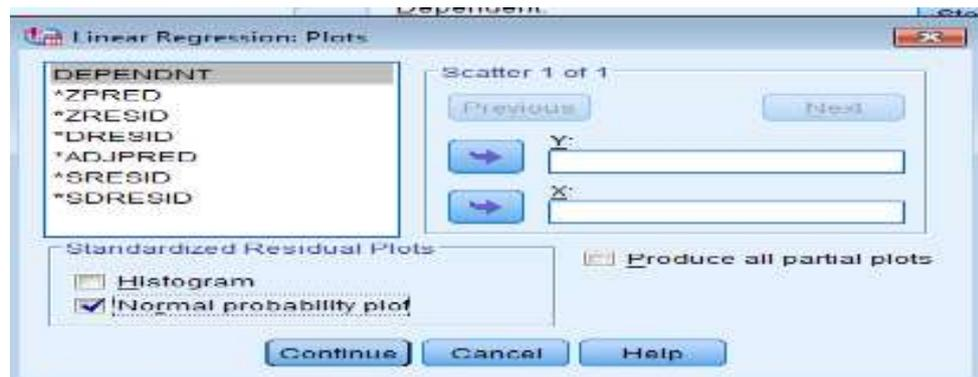 Dependent:
Linear Regression: Plots
DEPENDNT
*ZPRED
*ZRESID
*DRESID
*ADJPRED
*SRESID
*SDRESID
Scatter 1 of 1
Previous
Next
Y:
X:
Standardized Residual Plots
Histogram
Normal probability plot
Produce all partial plots
Continue
Cancel
Help